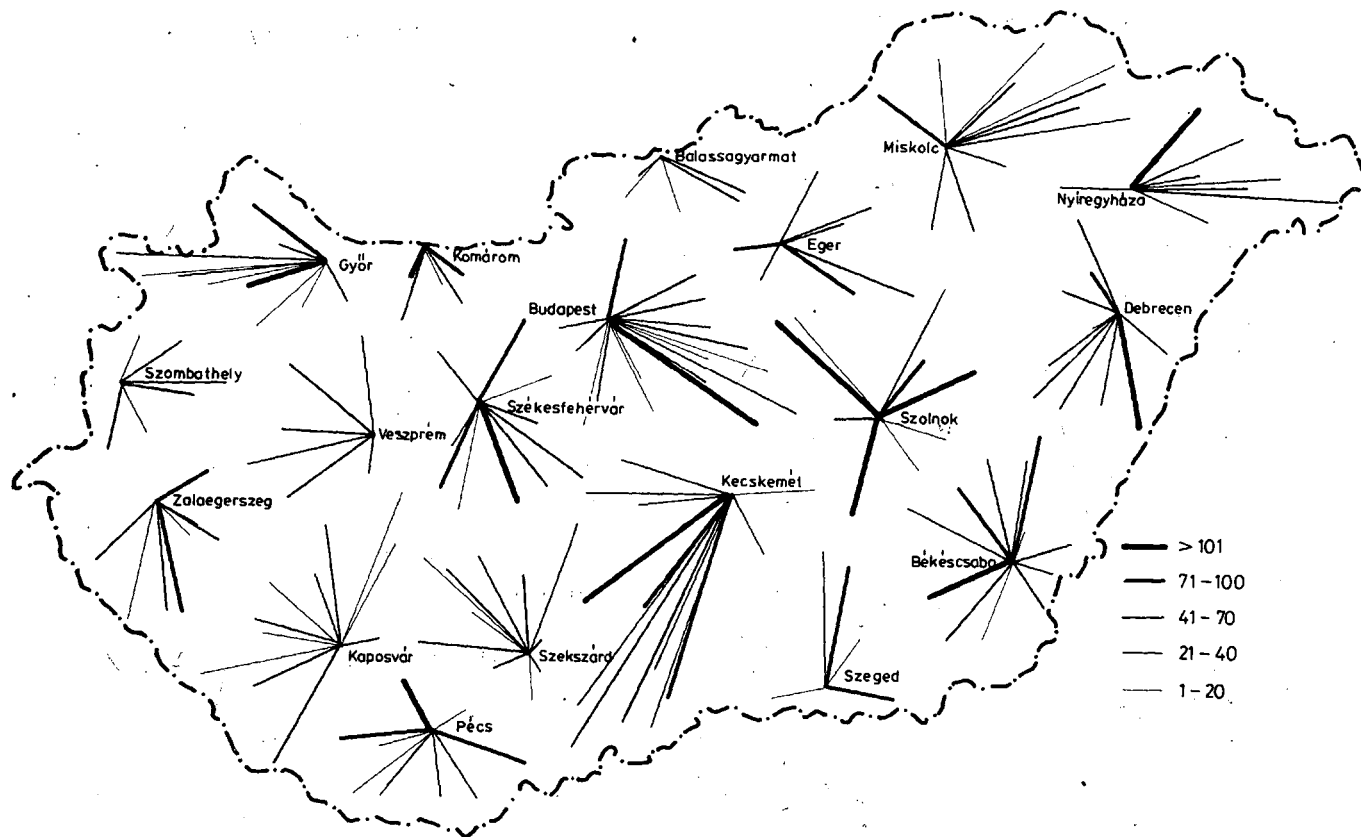 Balassagyarmat
Miskolc
Nyíregyháza
Eger
Győr
Komárom
Budapest
Debrecen
Szombathely
Székesfehérvár
Szolnok
Veszprém
Kecskemét
Zalaegerszeg
Békéscsaba
> 101
71-100
41-70
21-40
1-20
Kaposvár
Szekszárd
Szeged
Pécs